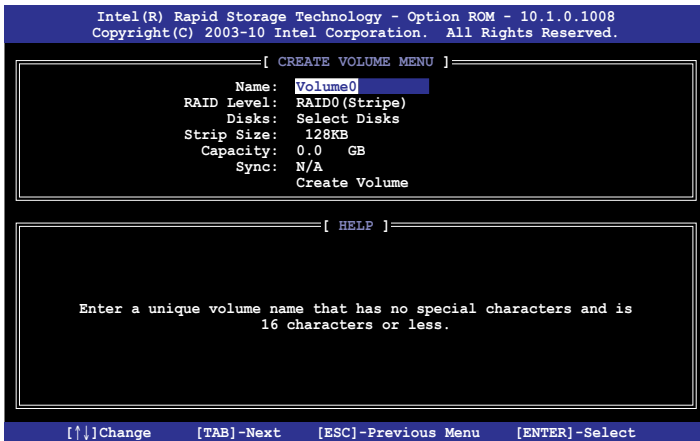 Intel(R) Rapid Storage Technology - Option ROM - 10.1.0.1008
Copyright(C) 2003-10 Intel Corporation. All Rights Reserved.
[ CREATE VOLUME MENU ]
Name: Volume0
RAID Level: RAID0(Stripe)
Disks: Select Disks
Strip Size: 128KB
Capacity: 0.0 GB
Sync: N/A
Create Volume
[ HELP ]
Enter a unique volume name that has no special characters and is
16 characters or less.
[↑↓]Change [TAB]-Next [ESC]-Previous Menu [ENTER]-Select